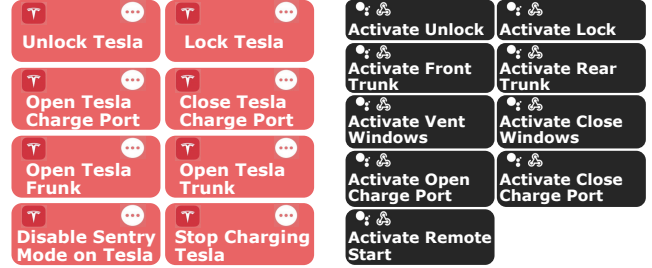 Unlock Tesla
Lock Tesla
Open Tesla
Charge Port
Close Tesla
Charge Port
Open Tesla
Frunk
Open Tesla
Trunk
Disable Sentry
Mode on Tesla
Stop Charging
Tesla
Activate Unlock
Activate Lock
Activate Front
Trunk
Activate Rear
Trunk
Activate Vent
Windows
Activate Close
Windows
Activate Open
Charge Port
Activate Close
Charge Port
Activate Remote
Start